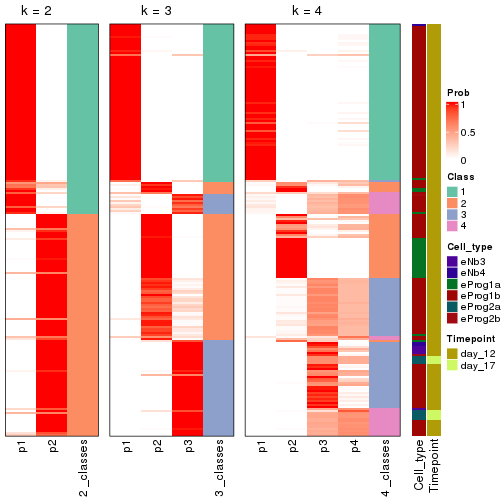 k = 2
k = 3
k = 4
p1
p2
2_classes
p1
p2
p3
3_classes
p1
p2
p3
p4
4_classes
Cell_type
Timepoint
Prob
1
0.5
0
Class
1
2
3
4
Cell_type
eNb3
eNb4
eProg1a
eProg1b
eProg2a
eProg2b
Timepoint
day_12
day_17